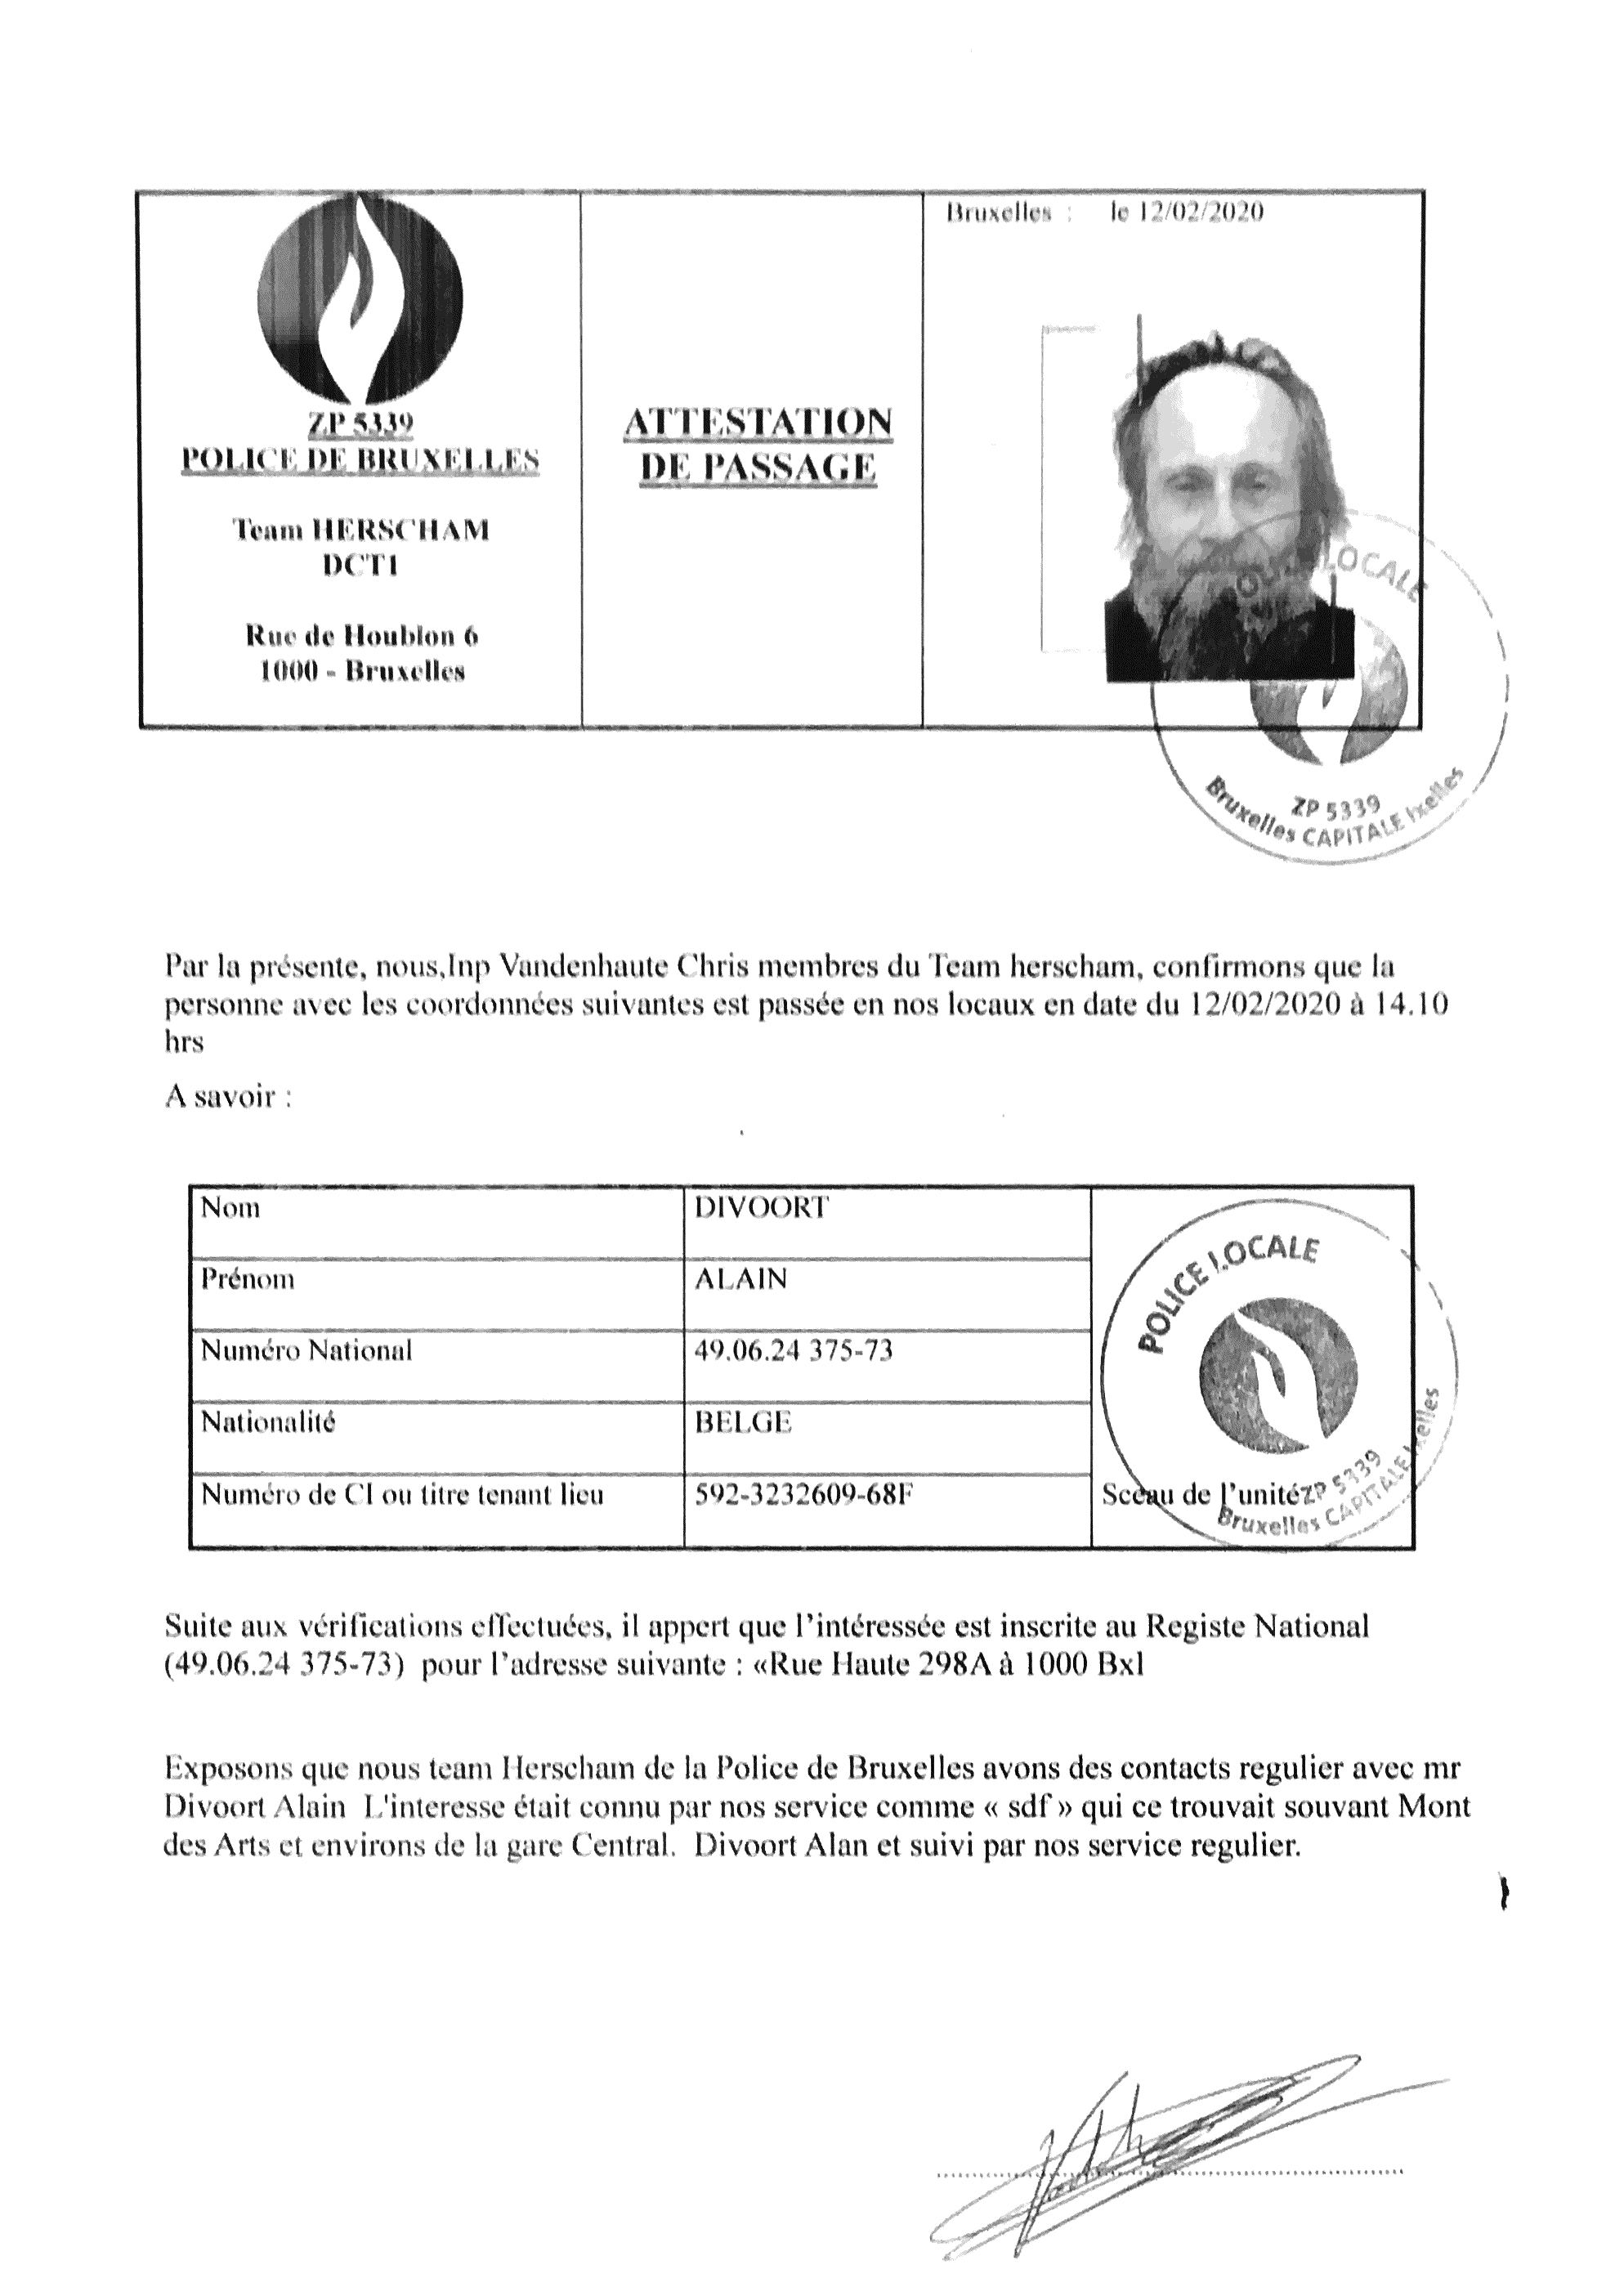 Bruxelles : le 12/02/2020
ZP 5339
POLICE DE BRUXELLES
Team HERSCHAM
DCT1
Rue de Houblon 6
1000 - Bruxelles
ATTESTATION
DE PASSAGE
LOCALE
ZP 5339
Bruxelles CAPITALE Ixelles
Par la présente, nous,Inp Vandenhaute Chris membres du Team herscham, confirmons que la
personne avec les coordonnées suivantes est passée en nos locaux en date du 12/02/2020 à 14.10
hrs
A savoir :
Nom DIVOORT
Prénom ALAIN
Numéro National 49.06.24 375-73
Nationalité BELGE
Numéro de CI ou titre tenant lieu 592-3232609-68F
POLICE LOCALE
Sceau de l'unité
ZP 5339
Bruxelles CAPITALE Ixelles
Suite aux vérifications effectuées, il appert que l'intéressée est inscrite au Registe National
(49.06.24 375-73) pour l'adresse suivante : «Rue Haute 298A à 1000 Bxl
Exposons que nous team Herscham de la Police de Bruxelles avons des contacts regulier avec mr
Divoort Alain L'interesse était connu par nos service comme « sdf » qui ce trouvait souvant Mont
des Arts et environs de la gare Central. Divoort Alan et suivi par nos service regulier.